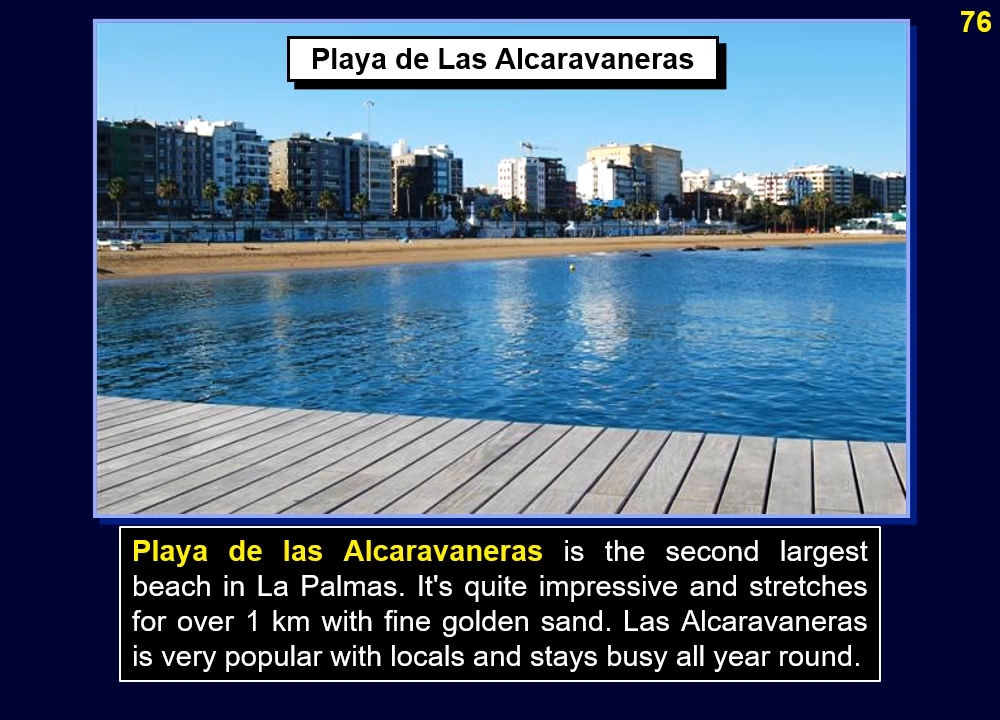 76
Playa de Las Alcaravaneras
Playa de las Alcaravaneras is the second largest
beach in La Palmas. It's quite impressive and stretches
for over 1 km with fine golden sand. Las Alcaravaneras
is very popular with locals and stays busy all year round.